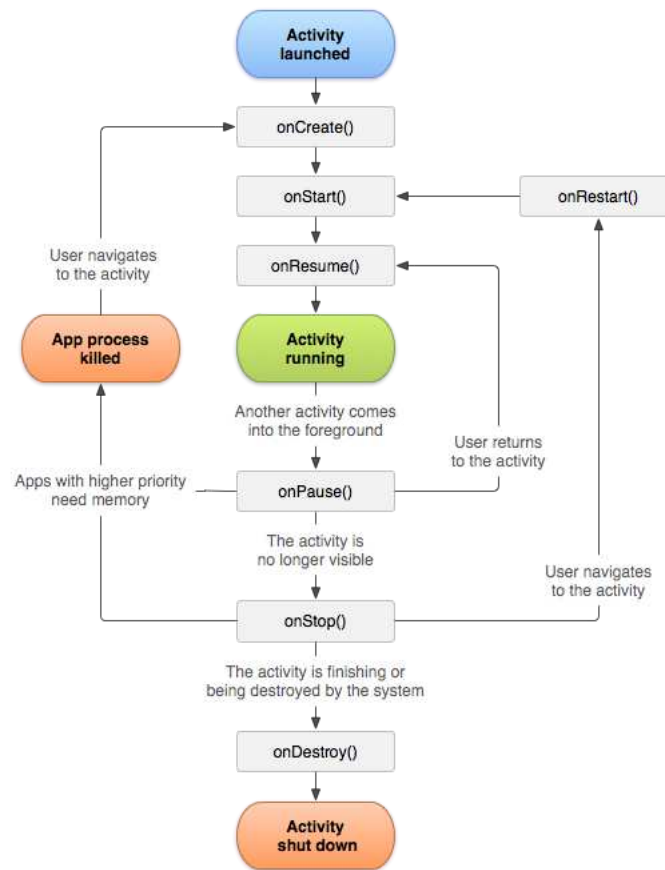 Activity
launched
onCreate()
onStart()
onRestart()
User navigates
to the activity
onResume()
App process
killed
Activity
running
Another activity comes
into the foreground
User returns
to the activity
Apps with higher priority
need memory
onPause()
The activity is
no longer visible
User navigates
to the activity
onStop()
The activity is finishing or
being destroyed by the system
onDestroy()
Activity
shut down